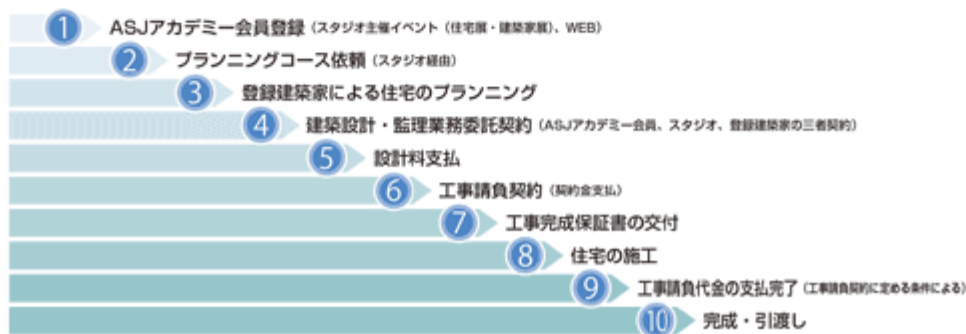 1 ASJアカデミー会員登録（スタジオ主催イベント（住宅展・建築家展）、WEB）
2 プランニングコース依頼（スタジオ経由）
3 登録建築家による住宅のプランニング
4 建築設計・監理業務委託契約（ASJアカデミー会員、スタジオ、登録建築家の三者契約）
5 設計料支払
6 工事請負契約（契約金支払）
7 工事完成保証書の交付
8 住宅の施工
9 工事請負代金の支払完了（工事請負契約に定める条件による）
10 完成・引渡し